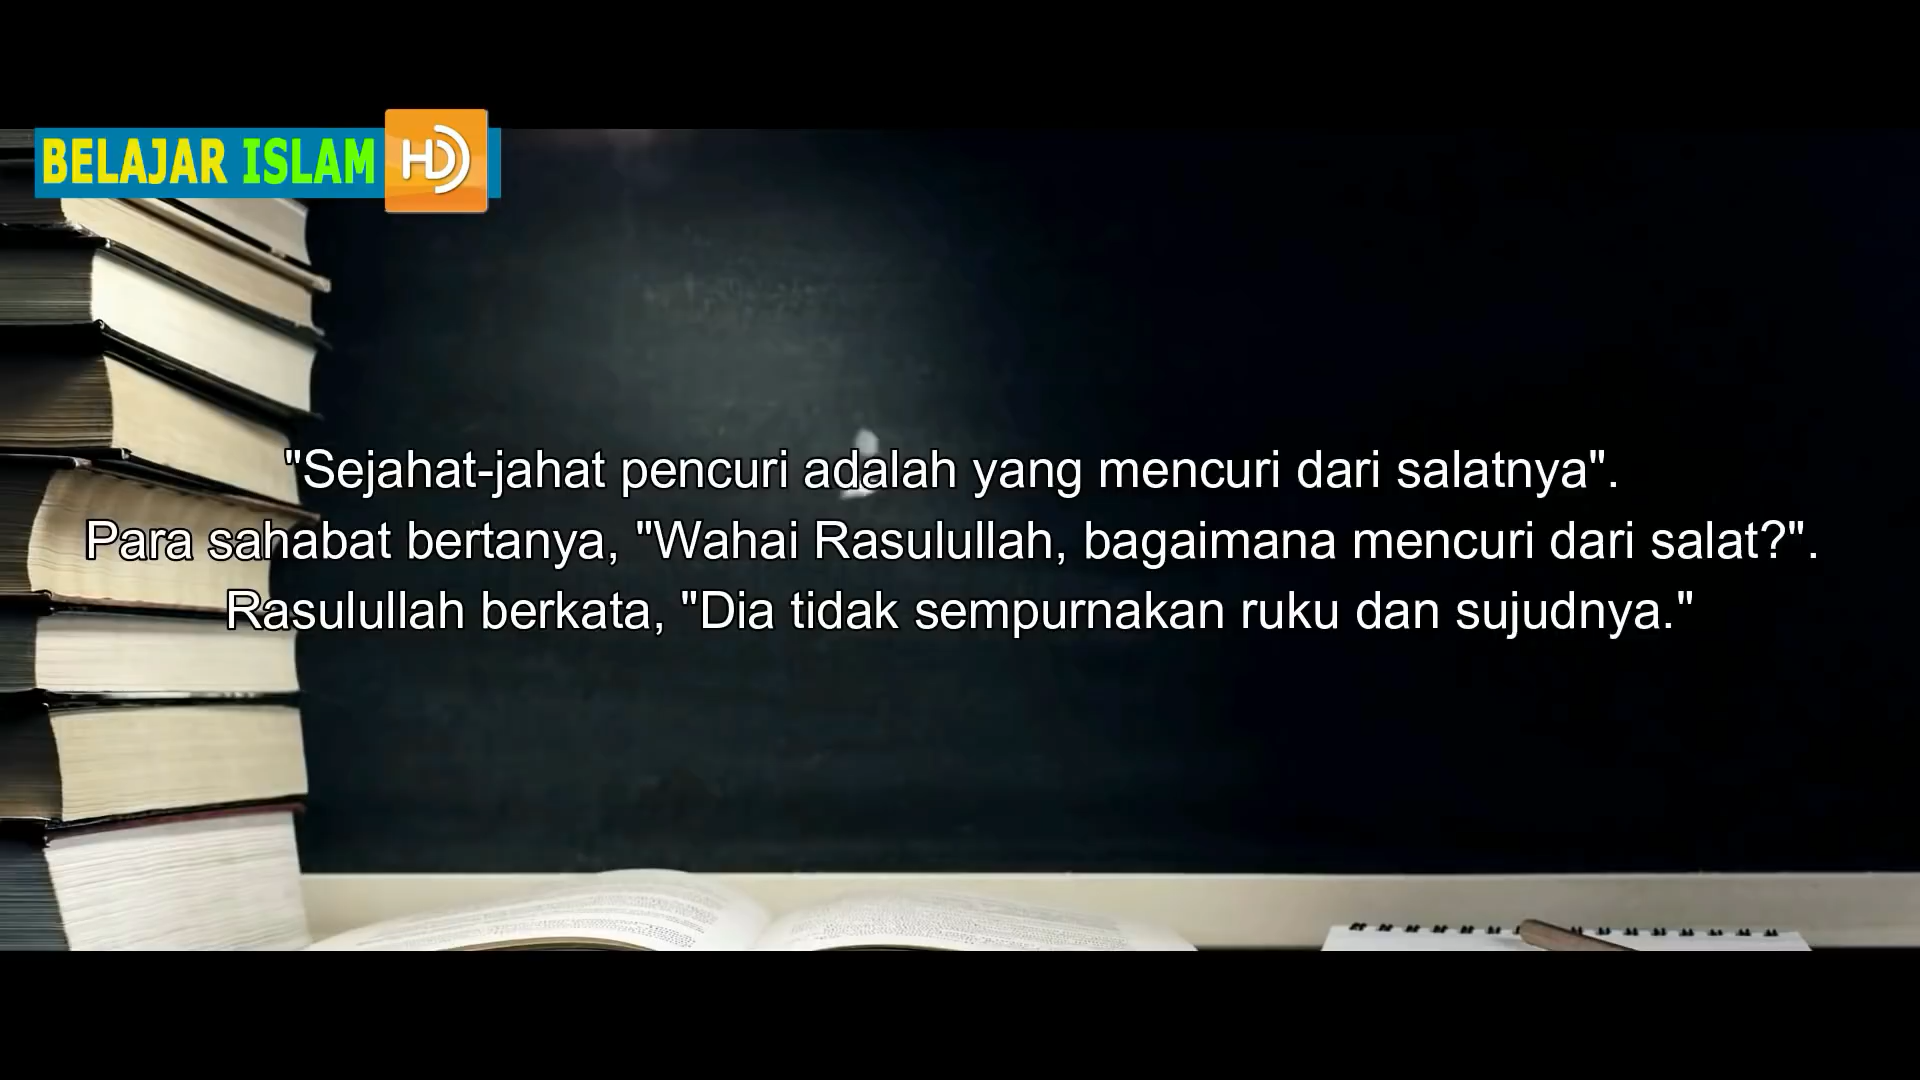 BELAJAR ISLAM HD
"Sejahat-jahat pencuri adalah yang mencuri dari salatnya".
Para sahabat bertanya, "Wahai Rasulullah, bagaimana mencuri dari salat?".
Rasulullah berkata, "Dia tidak sempurnakan ruku dan sujudnya."